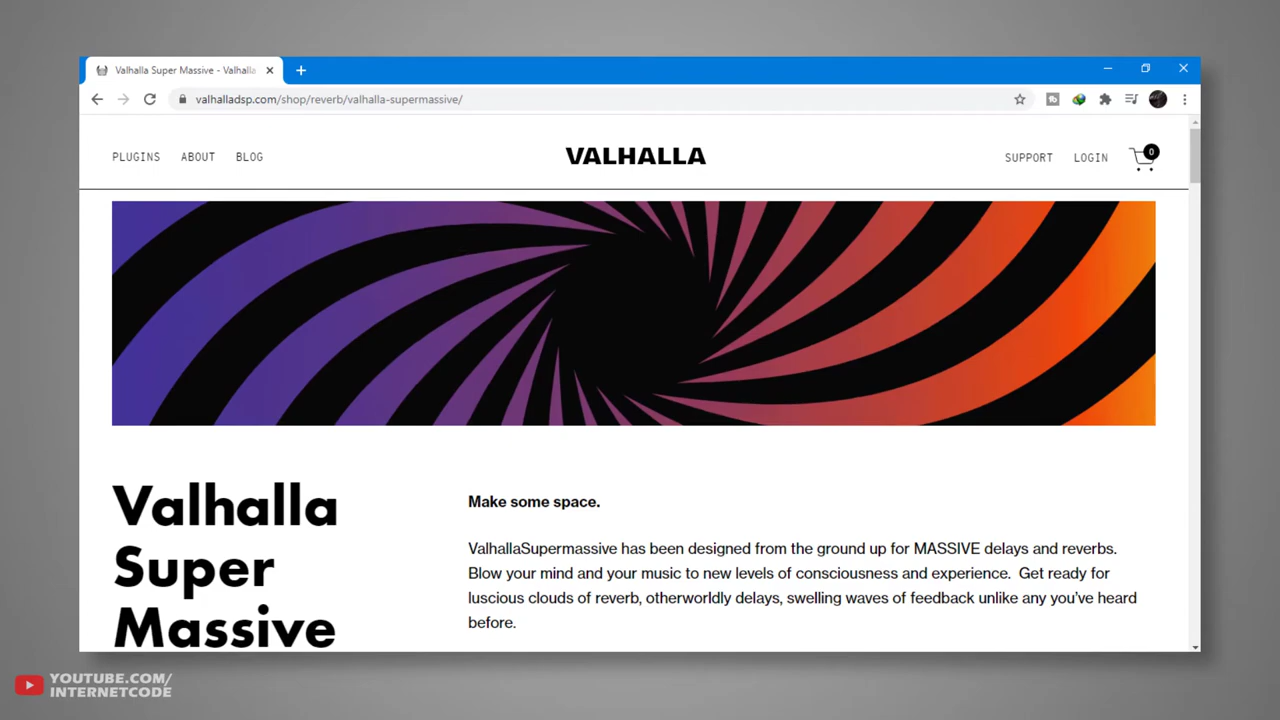 Valhalla Super Massive - Valhalla
valhalladsp.com/shop/reverb/valhalla-supermassive/
PLUGINS ABOUT BLOG VALHALLA SUPPORT LOGIN 0
Valhalla
Super
Massive
Make some space.
ValhallaSupermassive has been designed from the ground up for MASSIVE delays and reverbs.
Blow your mind and your music to new levels of consciousness and experience.  Get ready for
luscious clouds of reverb, otherworldly delays, swelling waves of feedback unlike any you’ve heard
before.
YOUTUBE.COM/
INTERNETCODE